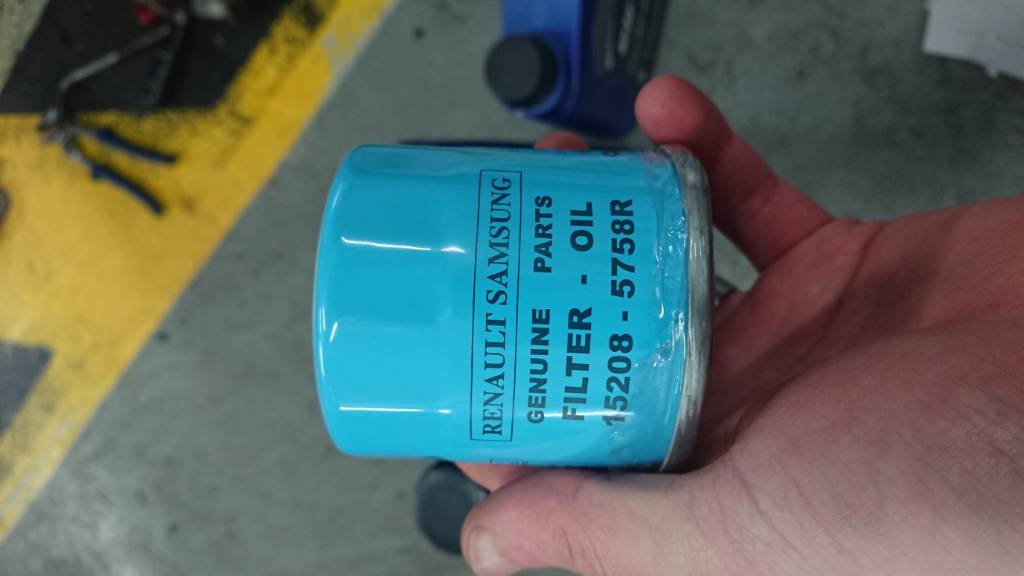 RENAULT SAMSUNG
GENUINE PARTS
FILTER - OIL
15208 - 5758R